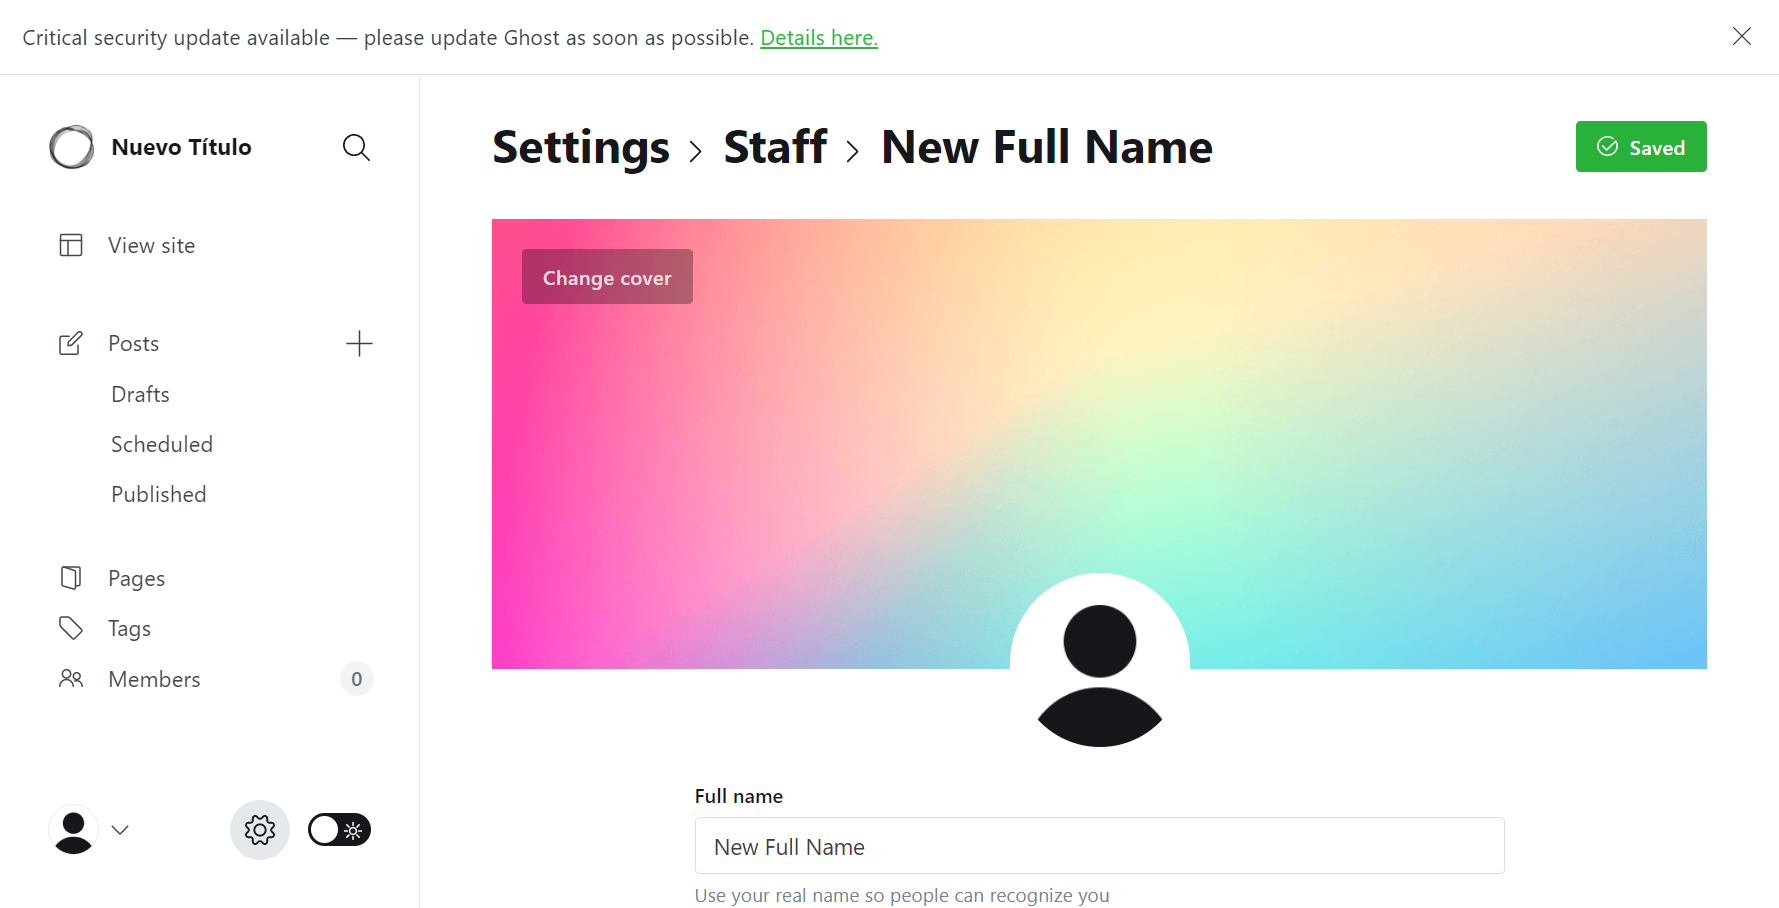 Critical security update available — please update Ghost as soon as possible. Details here.
Nuevo Título
View site
Posts
Drafts
Scheduled
Published
Pages
Tags
Members
0
Settings > Staff > New Full Name
Saved
Change cover
Full name
New Full Name
Use your real name so people can recognize you